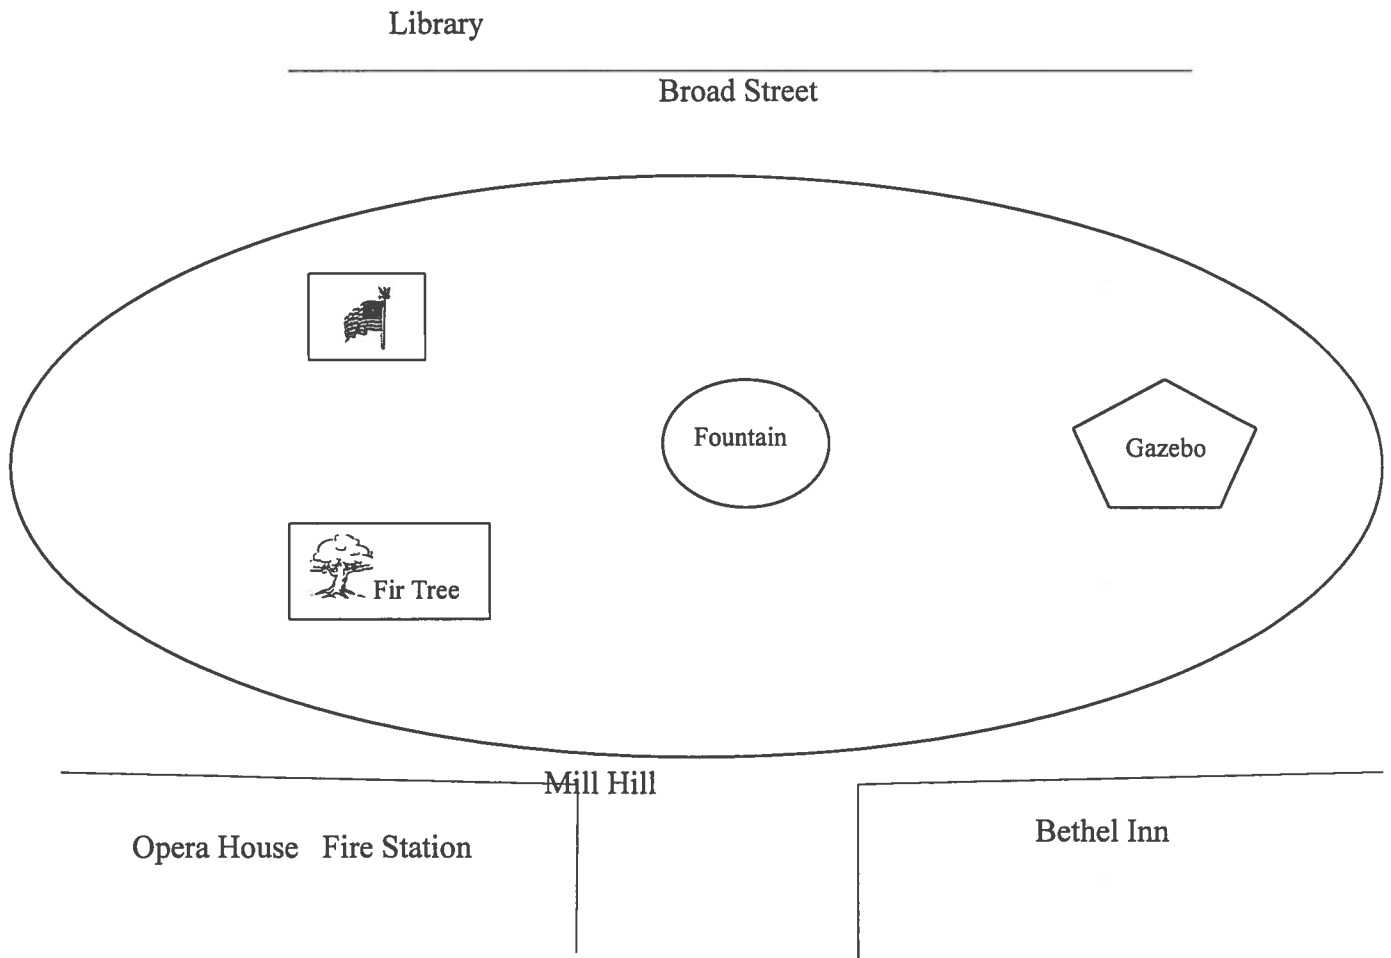 Library
Broad Street
Fountain
Gazebo
Fir Tree
Mill Hill
Opera House Fire Station
Bethel Inn